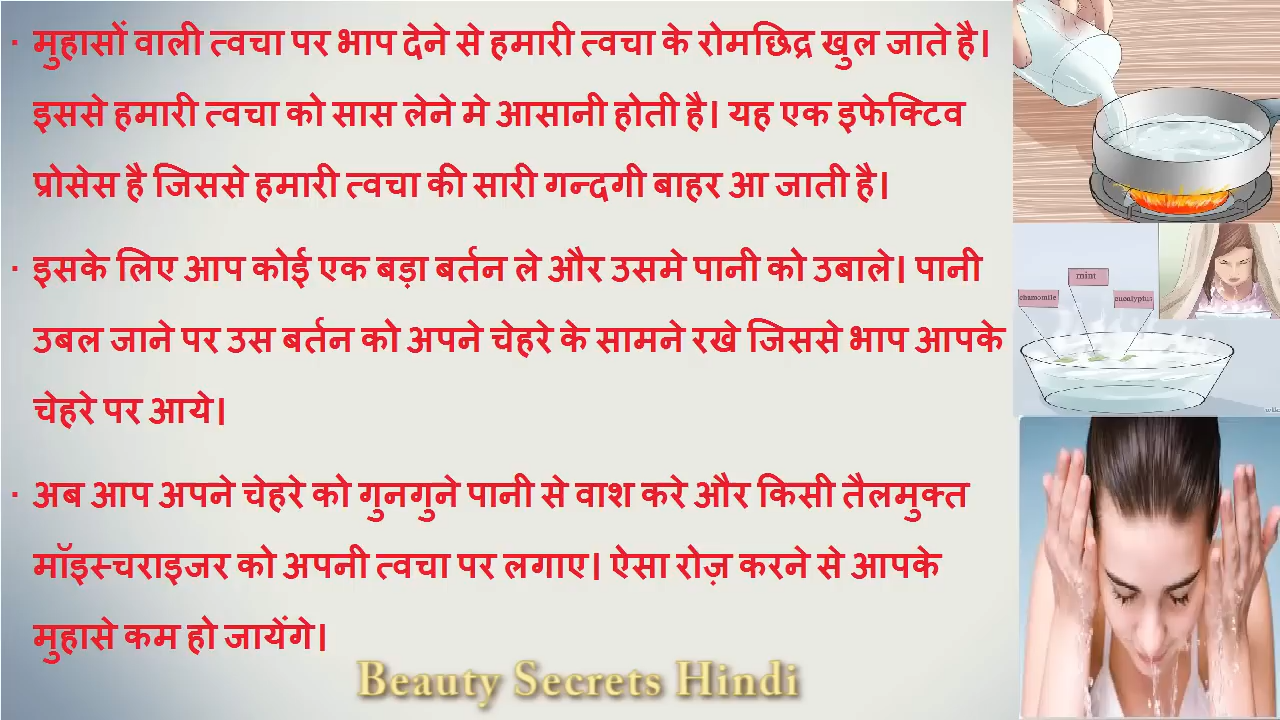 • मुहासों वाली त्वचा पर भाप देने से हमारी त्वचा के रोमछिद्र खुल जाते है।
इससे हमारी त्वचा को सास लेने मे आसानी होती है। यह एक इफेक्टिव
प्रोसेस है जिससे हमारी त्वचा की सारी गन्दगी बाहर आ जाती है।
• इसके लिए आप कोई एक बड़ा बर्तन ले और उसमे पानी को उबाले। पानी
उबल जाने पर उस बर्तन को अपने चेहरे के सामने रखे जिससे भाप आपके
चेहरे पर आये।
• अब आप अपने चेहरे को गुनगुने पानी से वाश करे और किसी तैलमुक्त
मॉइस्चराइजर को अपनी त्वचा पर लगाए। ऐसा रोज़ करने से आपके
मुहासे कम हो जायेंगे।
Beauty Secrets Hindi
mint
chamomile
eucalyptus